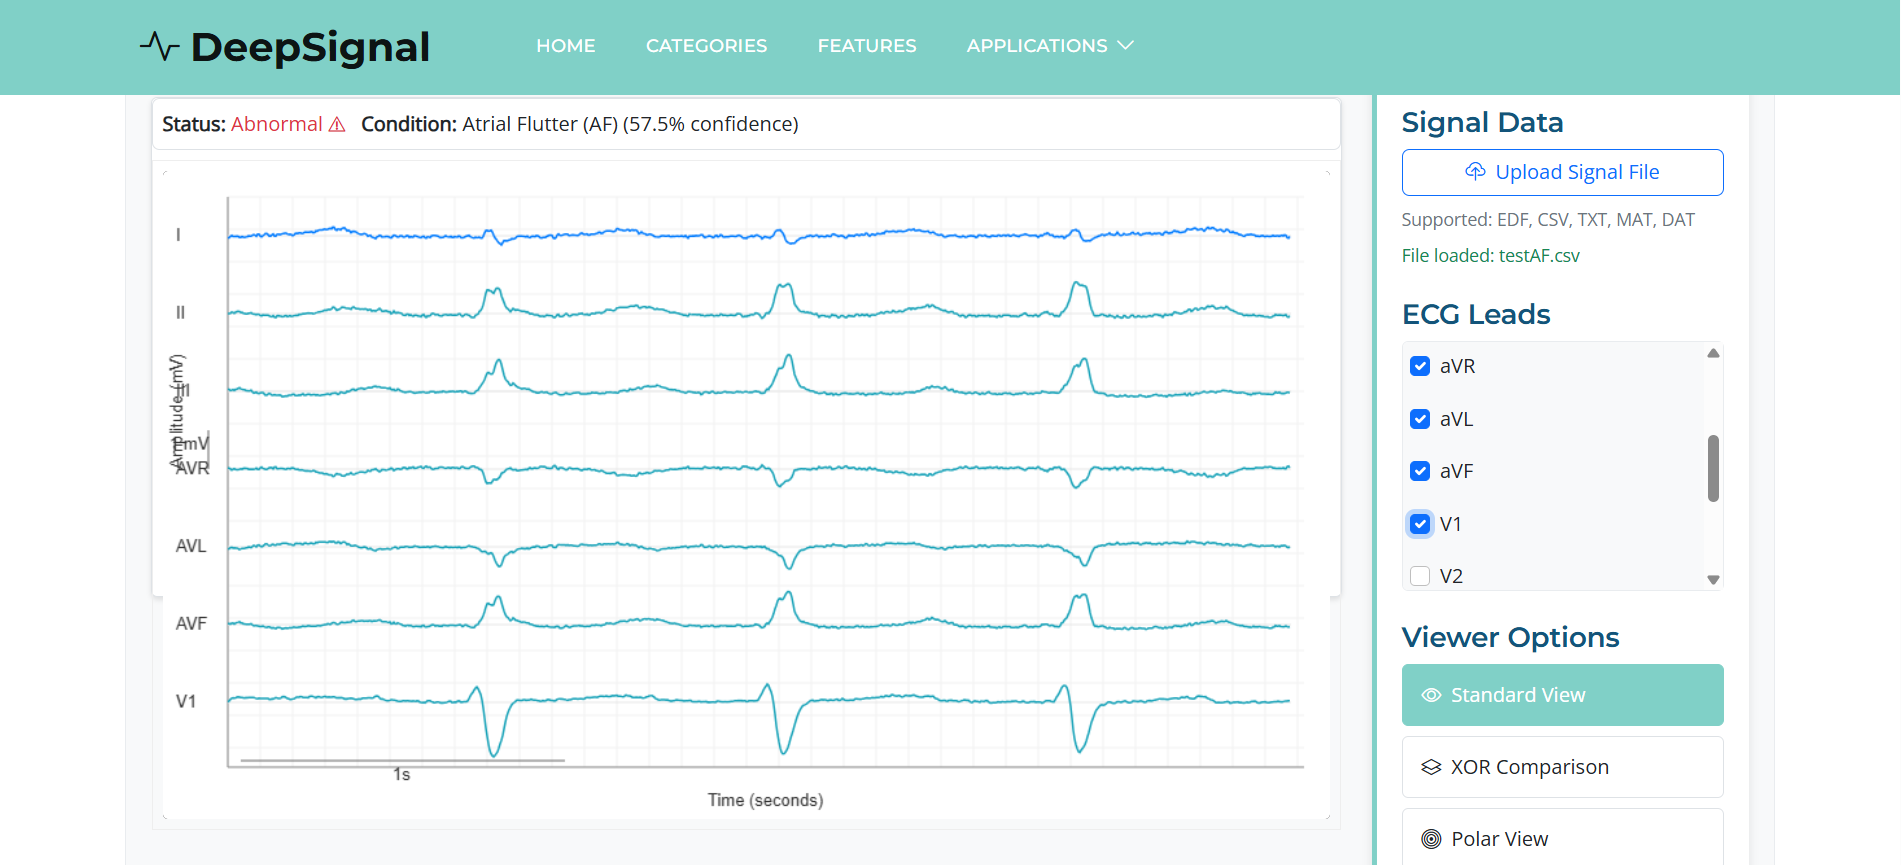 DeepSignal
HOME CATEGORIES FEATURES APPLICATIONS
Status: Abnormal Condition: Atrial Flutter (AF) (57.5% confidence)
I
II
III
Amplitude (mV)
1 mV
AVR
AVL
AVF
V1
1s
Time (seconds)
Signal Data
Upload Signal File
Supported: EDF, CSV, TXT, MAT, DAT
File loaded: testAF.csv
ECG Leads
aVR
aVL
aVF
V1
V2
Viewer Options
Standard View
XOR Comparison
Polar View